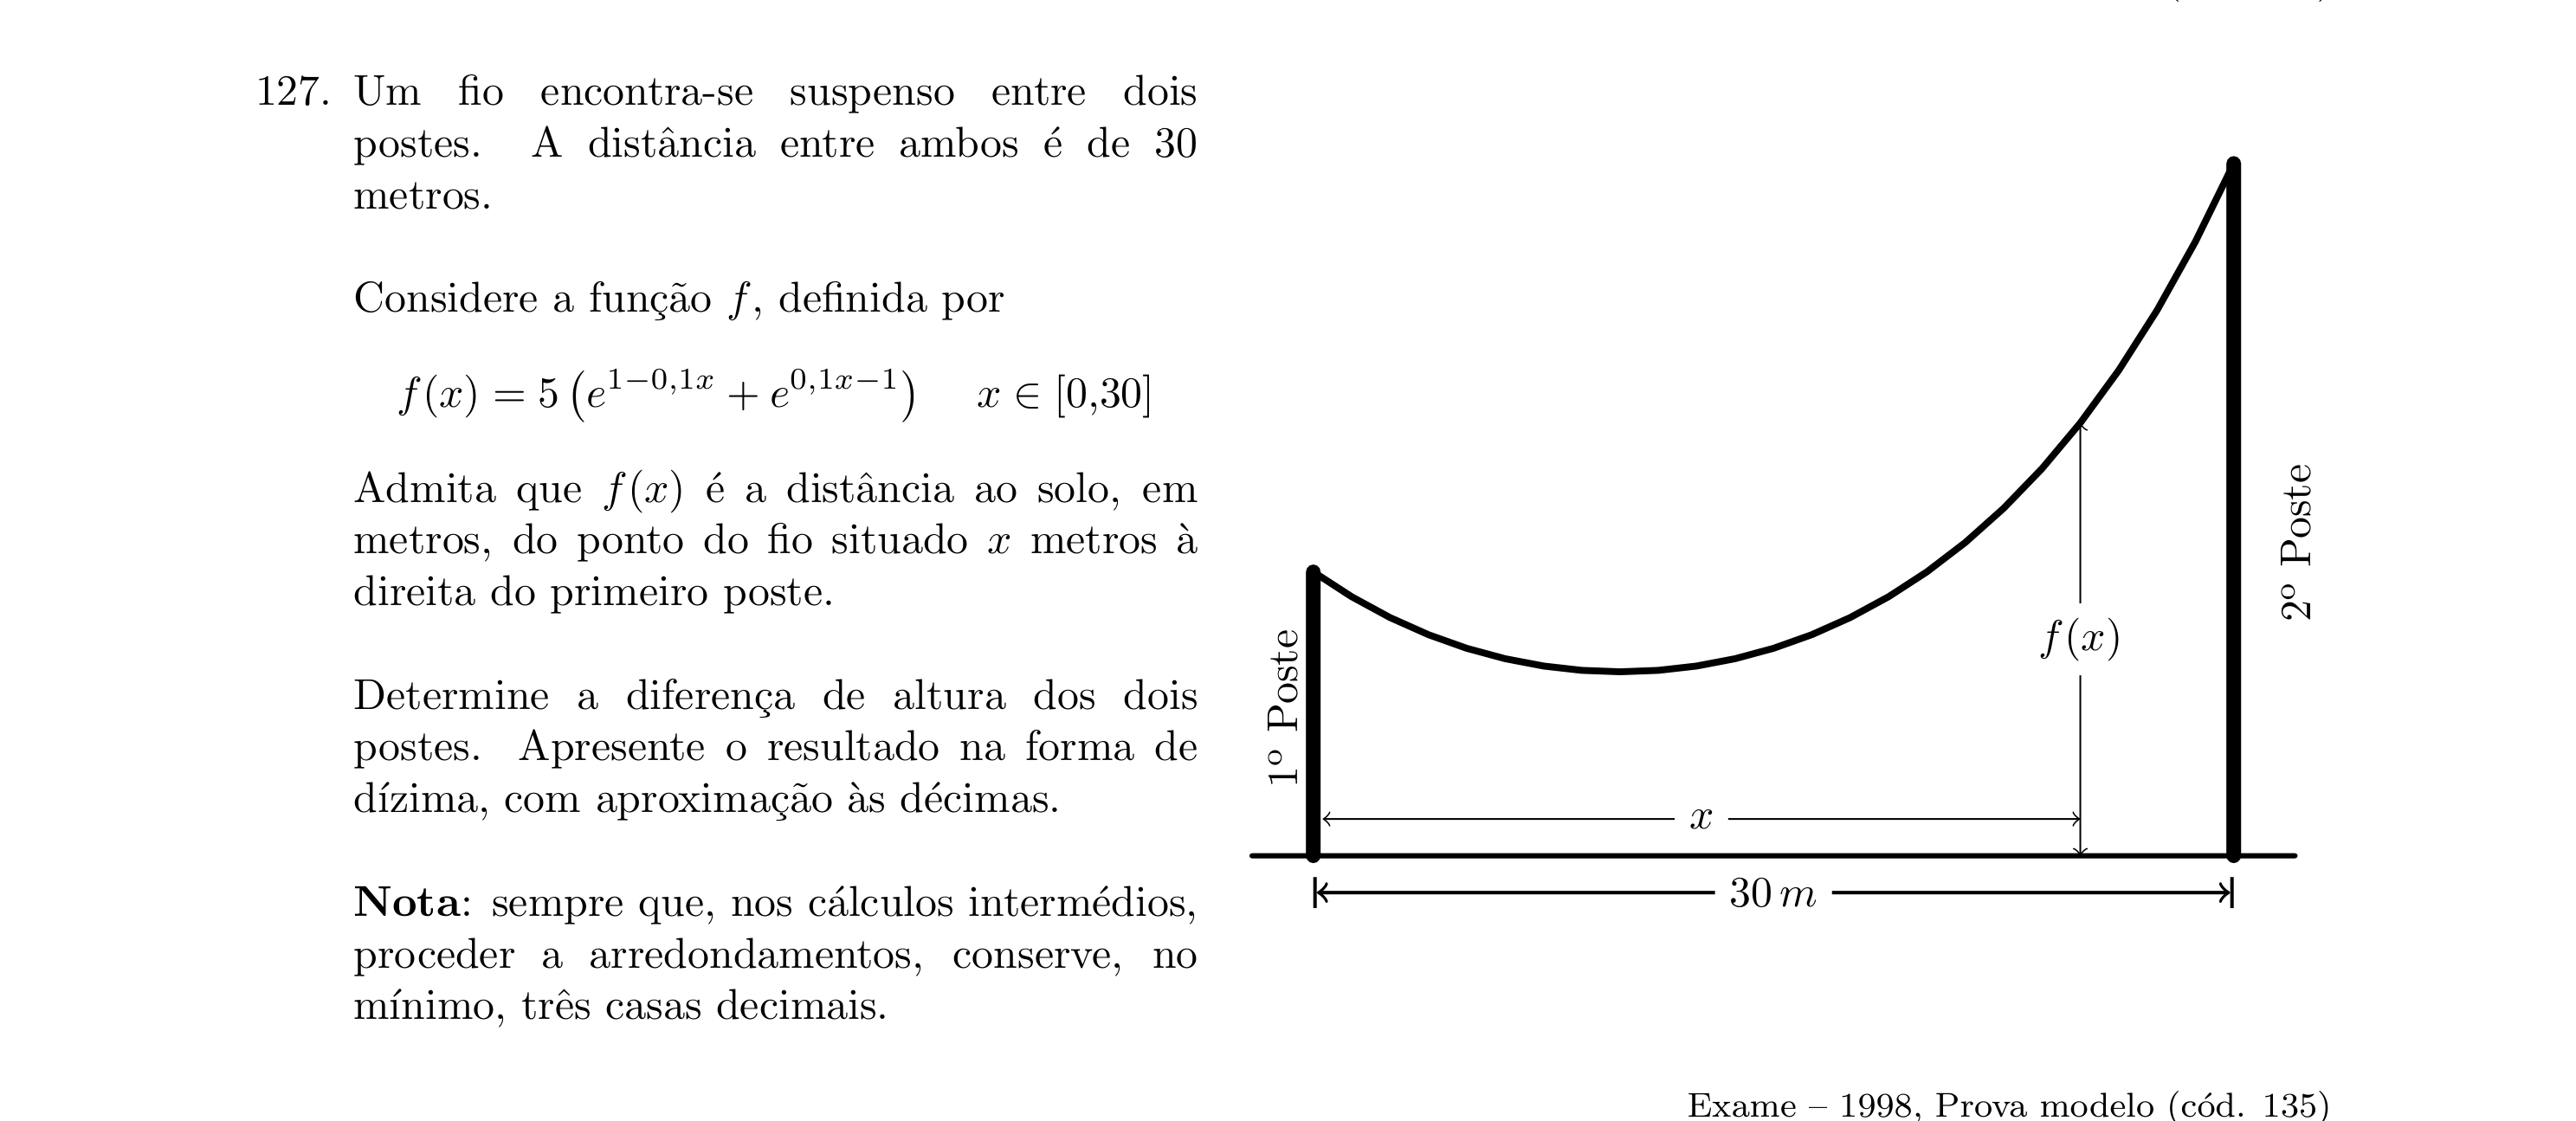 127. Um fio encontra-se suspenso entre dois
postes. A distância entre ambos é de 30
metros.
Considere a função f, definida por
f(x) = 5 (e^{1−0,1x} + e^{0,1x−1}) x ∈ [0,30]
Admita que f(x) é a distância ao solo, em
metros, do ponto do fio situado x metros à
direita do primeiro poste.
Determine a diferença de altura dos dois
postes. Apresente o resultado na forma de
dízima, com aproximação às décimas.
Nota: sempre que, nos cálculos intermédios,
proceder a arredondamentos, conserve, no
mínimo, três casas decimais.
1º Poste
2º Poste
f(x)
x
30 m
Exame – 1998, Prova modelo (cód. 135)